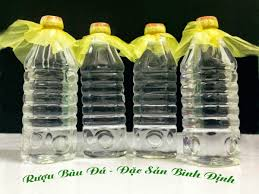 Rượu Bàu Đá - Đặc Sản Bình Định